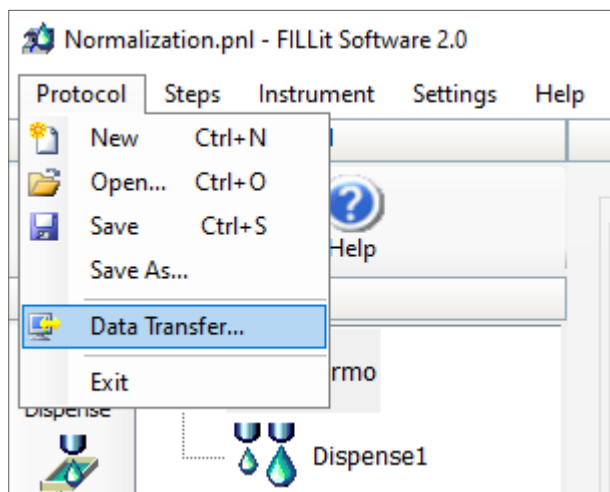 Normalization.pnl - FILLit Software 2.0
Protocol Steps Instrument Settings Help
New Ctrl+N
Open... Ctrl+O
Save Ctrl+S
Help
Save As...
Data Transfer...
rmo
Exit
Dispense
Dispense1